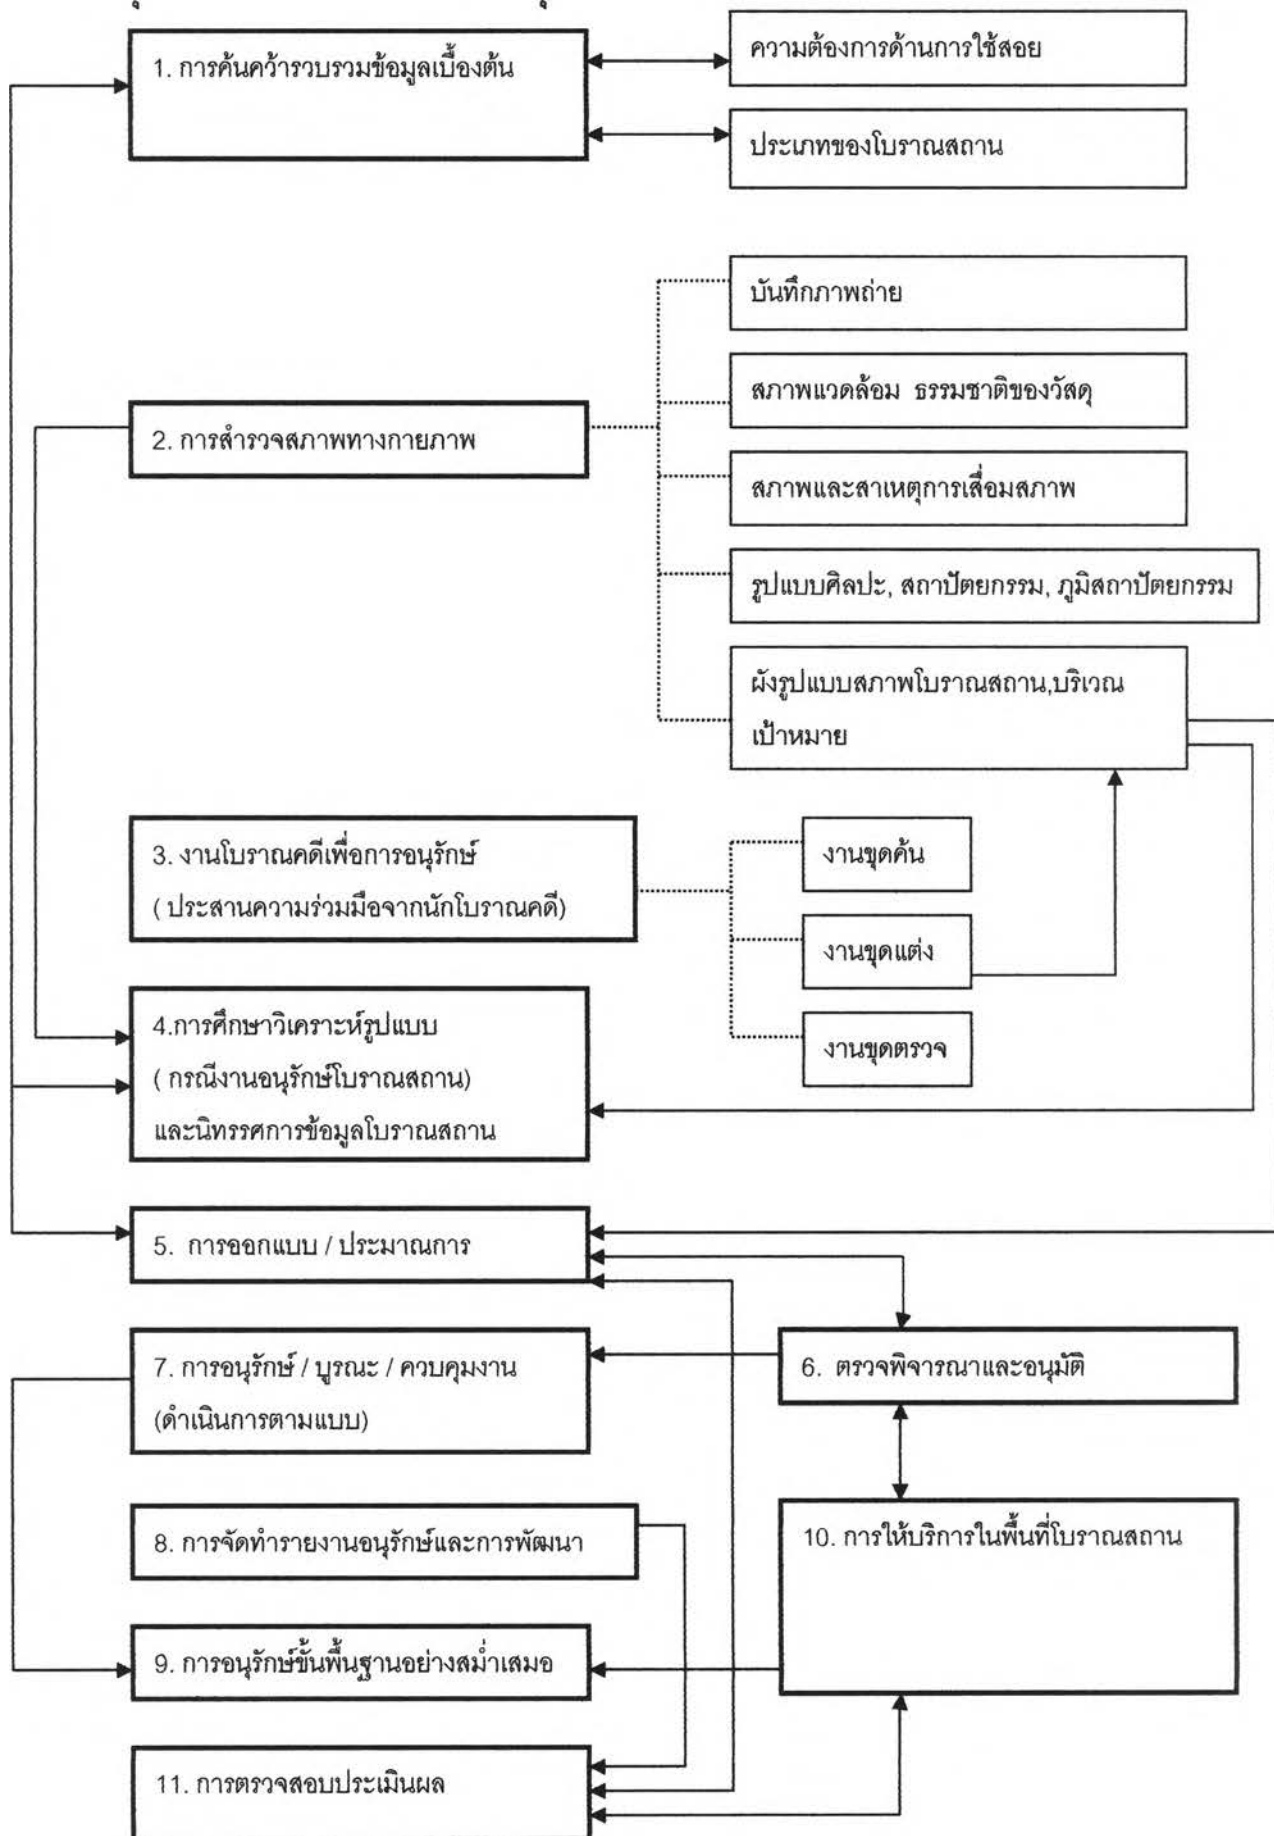 1. การค้นคว้ารวบรวมข้อมูลเบื้องต้น
ความต้องการด้านการใช้สอย
ประเภทของโบราณสถาน
บันทึกภาพถ่าย
สภาพแวดล้อม ธรรมชาติของวัสดุ
2. การสำรวจสภาพทางกายภาพ
สภาพและสาเหตุการเสื่อมสภาพ
รูปแบบศิลปะ, สถาปัตยกรรม, ภูมิสถาปัตยกรรม
ผังรูปแบบสภาพโบราณสถาน,บริเวณ
เป้าหมาย
3. งานโบราณคดีเพื่อการอนุรักษ์
( ประสานความร่วมมือจากนักโบราณคดี)
งานขุดค้น
งานขุดแต่ง
งานขุดตรวจ
4.การศึกษาวิเคราะห์รูปแบบ
( กรณีงานอนุรักษ์โบราณสถาน)
และนิทรรศการข้อมูลโบราณสถาน
5. การออกแบบ / ประมาณการ
6. ตรวจพิจารณาและอนุมัติ
7. การอนุรักษ์ / บูรณะ / ควบคุมงาน
(ดำเนินการตามแบบ)
8. การจัดทำรายงานอนุรักษ์และการพัฒนา
10. การให้บริการในพื้นที่โบราณสถาน
9. การอนุรักษ์ขั้นพื้นฐานอย่างสม่ำเสมอ
11. การตรวจสอบประเมินผล